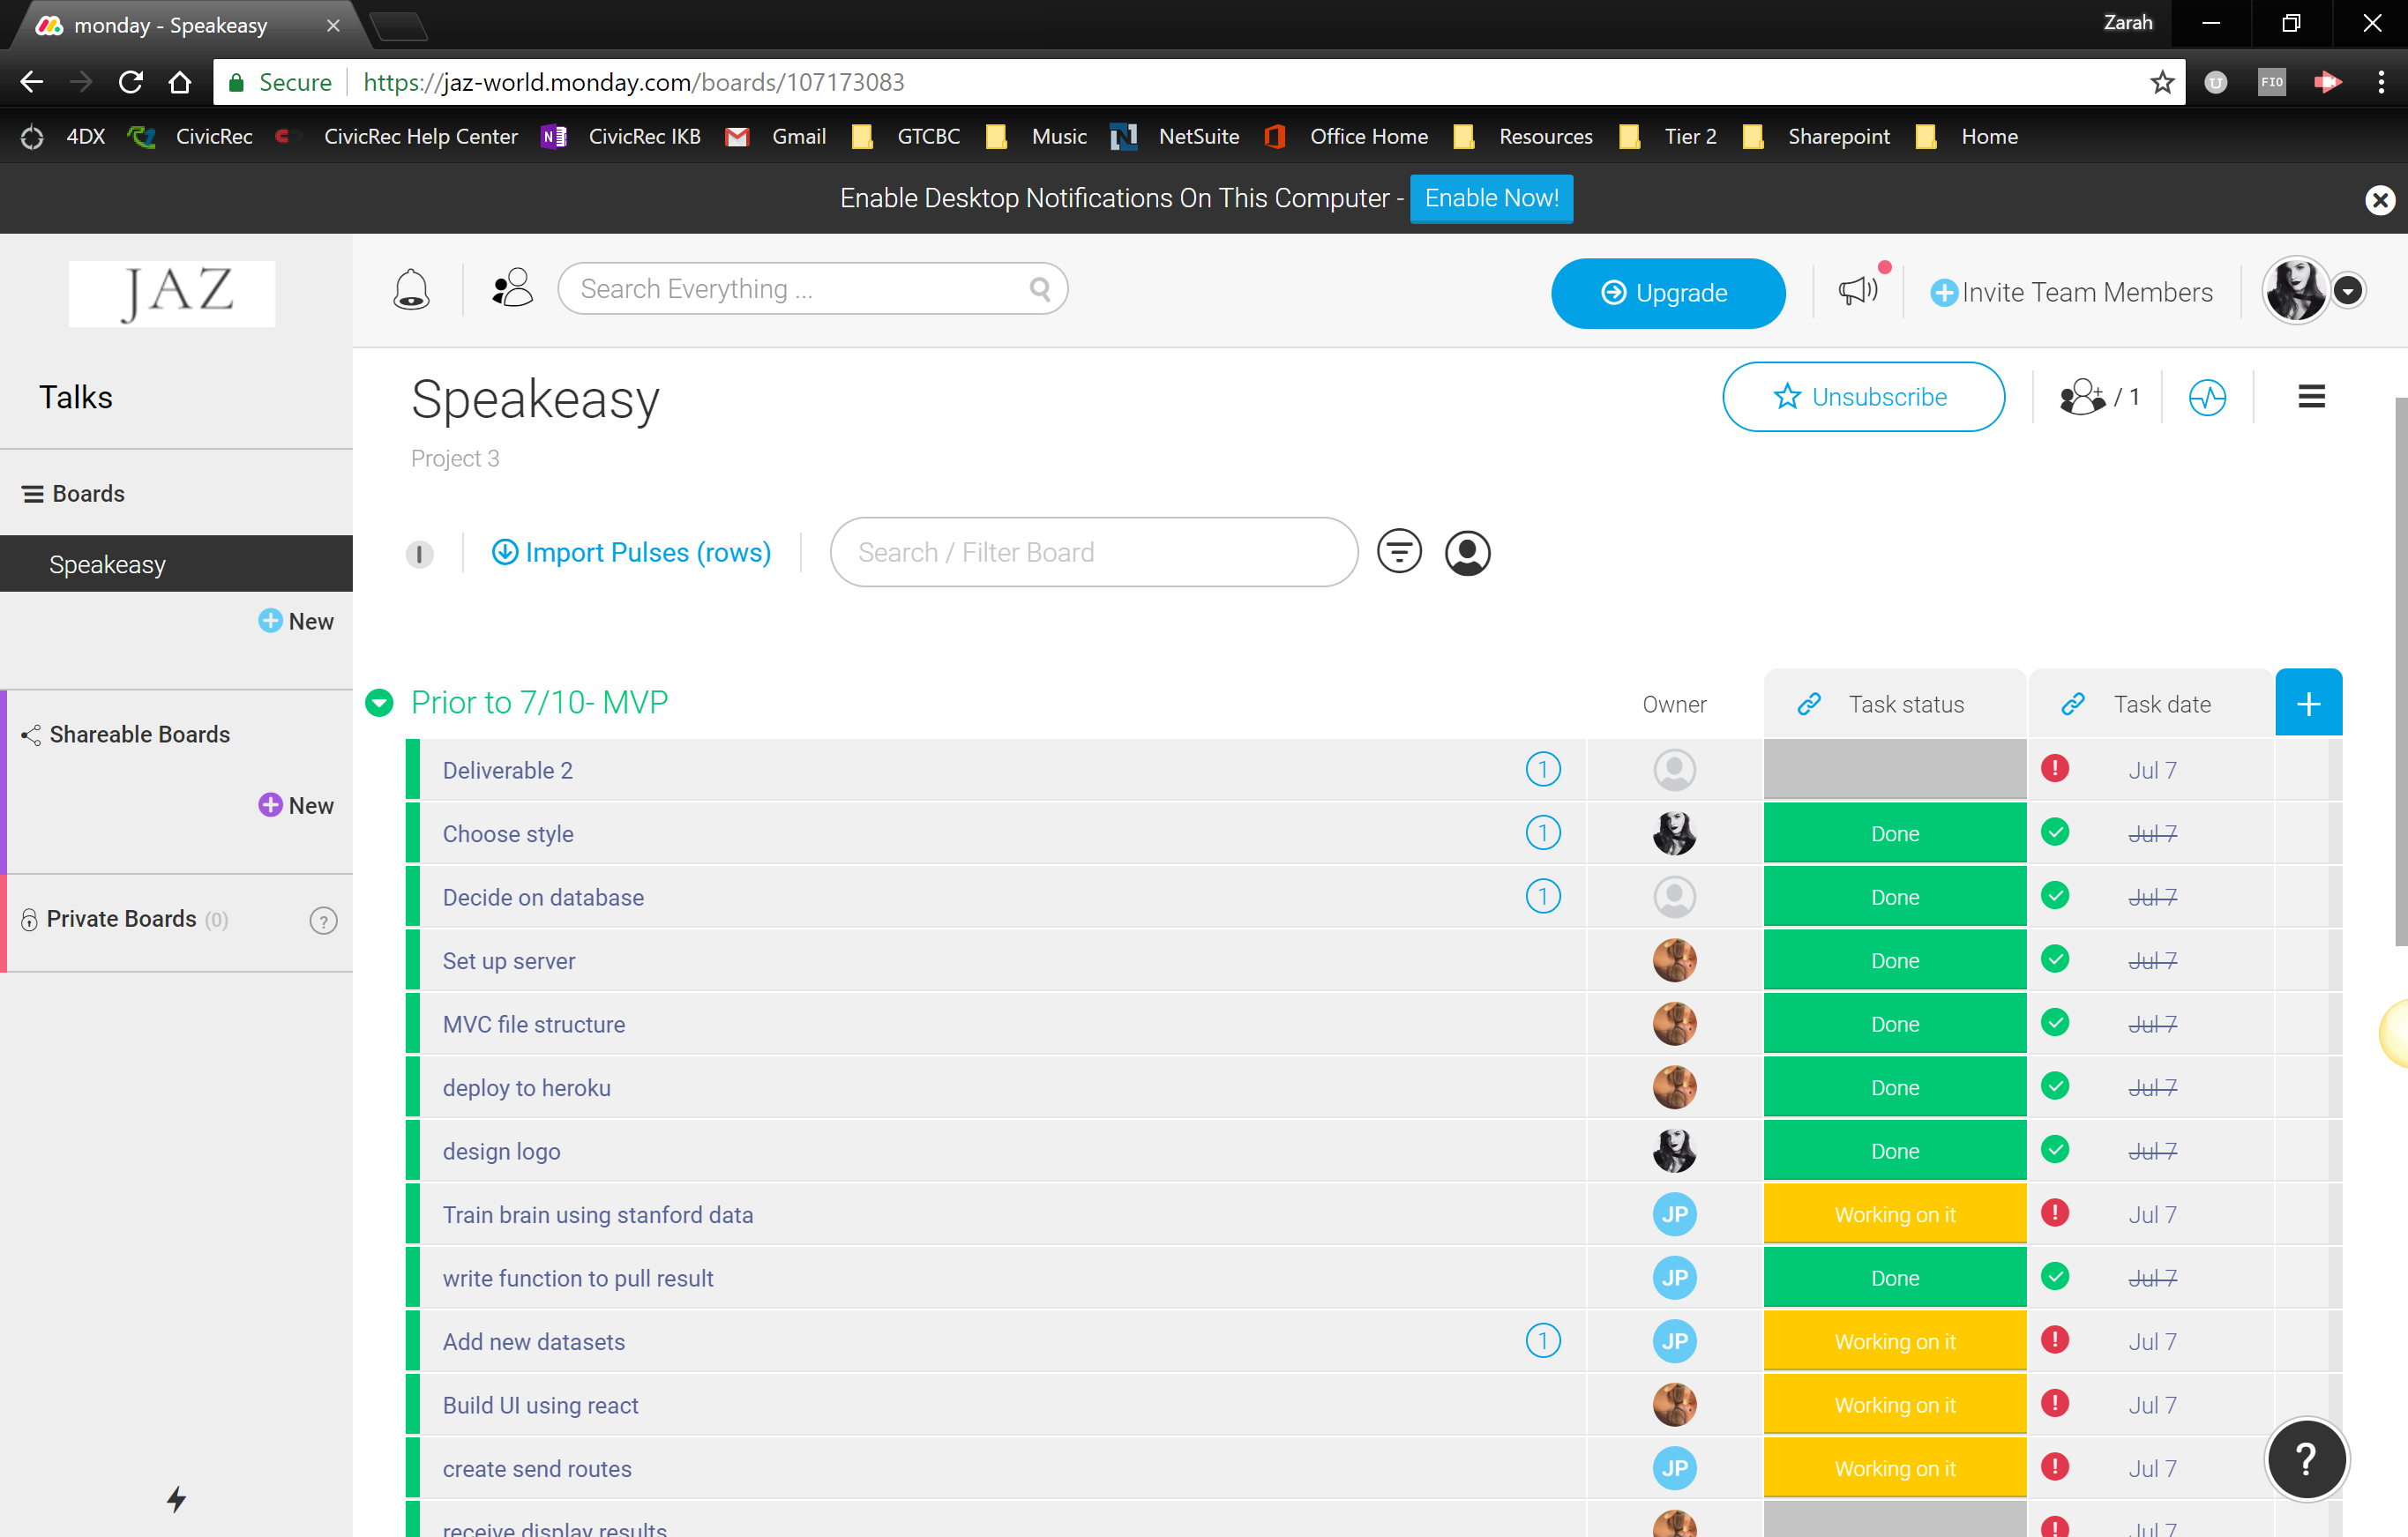 monday - Speakeasy
Zarah
Secure https://jaz-world.monday.com/boards/107173083
FIO
4DX CivicRec CivicRec Help Center CivicRec IKB Gmail GTCBC Music NetSuite Office Home Resources Tier 2 Sharepoint Home
Enable Desktop Notifications On This Computer - Enable Now!
JAZ
Search Everything ...
Upgrade
Invite Team Members
Talks
Speakeasy
Unsubscribe
/ 1
Project 3
Boards
Import Pulses (rows)
Search / Filter Board
Speakeasy
New
Prior to 7/10- MVP Owner Task status Task date +
Shareable Boards
New
Private Boards (0) ?
Deliverable 2 1 ! Jul 7
Choose style 1 Done Jul 7
Decide on database 1 Done Jul 7
Set up server Done Jul 7
MVC file structure Done Jul 7
deploy to heroku Done Jul 7
design logo Done Jul 7
Train brain using stanford data JP Working on it ! Jul 7
write function to pull result JP Done Jul 7
Add new datasets 1 JP Working on it ! Jul 7
Build UI using react Working on it ! Jul 7
create send routes JP Working on it ! Jul 7
?
receive display results ! Jul 7